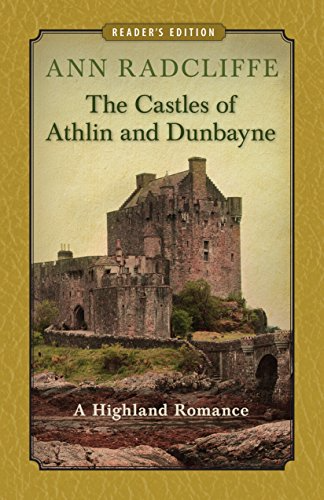 READER'S EDITION
ANN RADCLIFFE
The Castles of
Athlin and Dunbayne
A Highland Romance